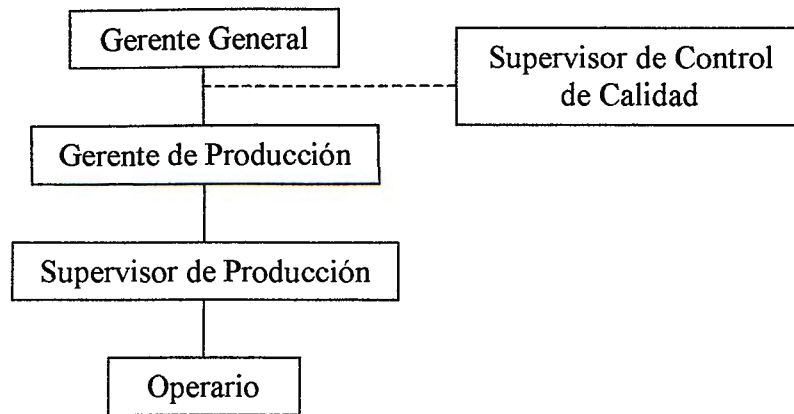 Gerente General
Supervisor de Control
de Calidad
Gerente de Producción
Supervisor de Producción
Operario